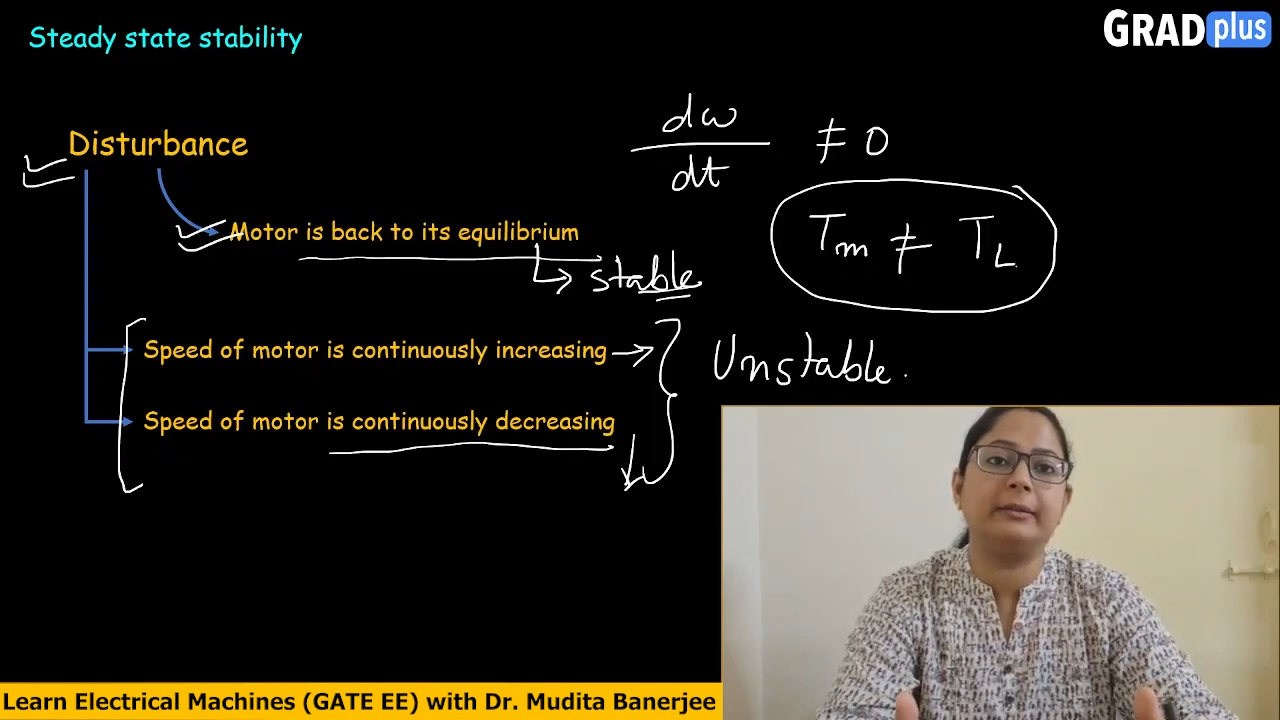 Steady state stability
GRAD plus
Disturbance
dω/dt ≠ 0
Motor is back to its equilibrium
Tm ≠ TL
stable
Speed of motor is continuously increasing
Unstable.
Speed of motor is continuously decreasing
Learn Electrical Machines (GATE EE) with Dr. Mudita Banerjee